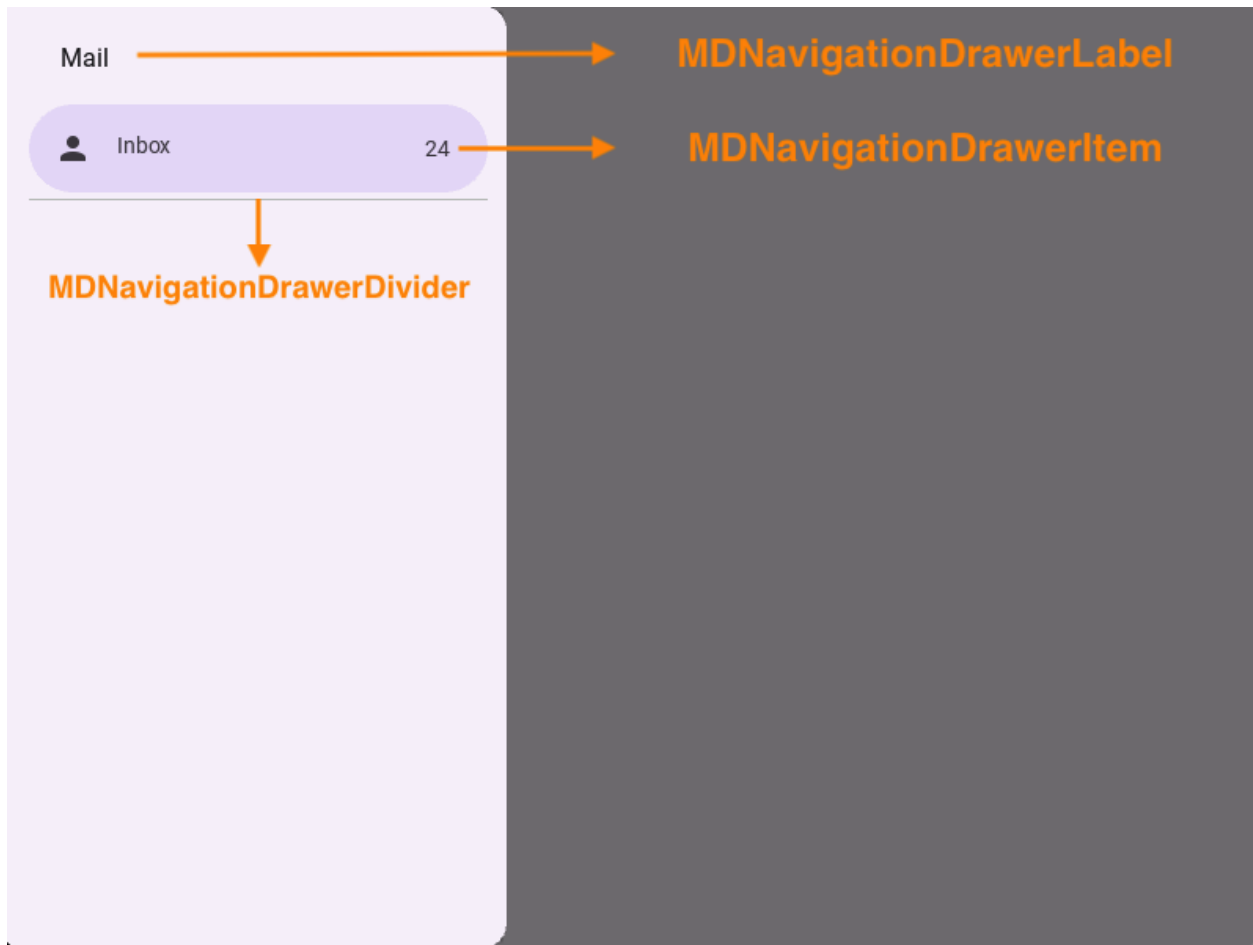 Mail MDNavigationDrawerLabel
Inbox 24 MDNavigationDrawerItem
MDNavigationDrawerDivider